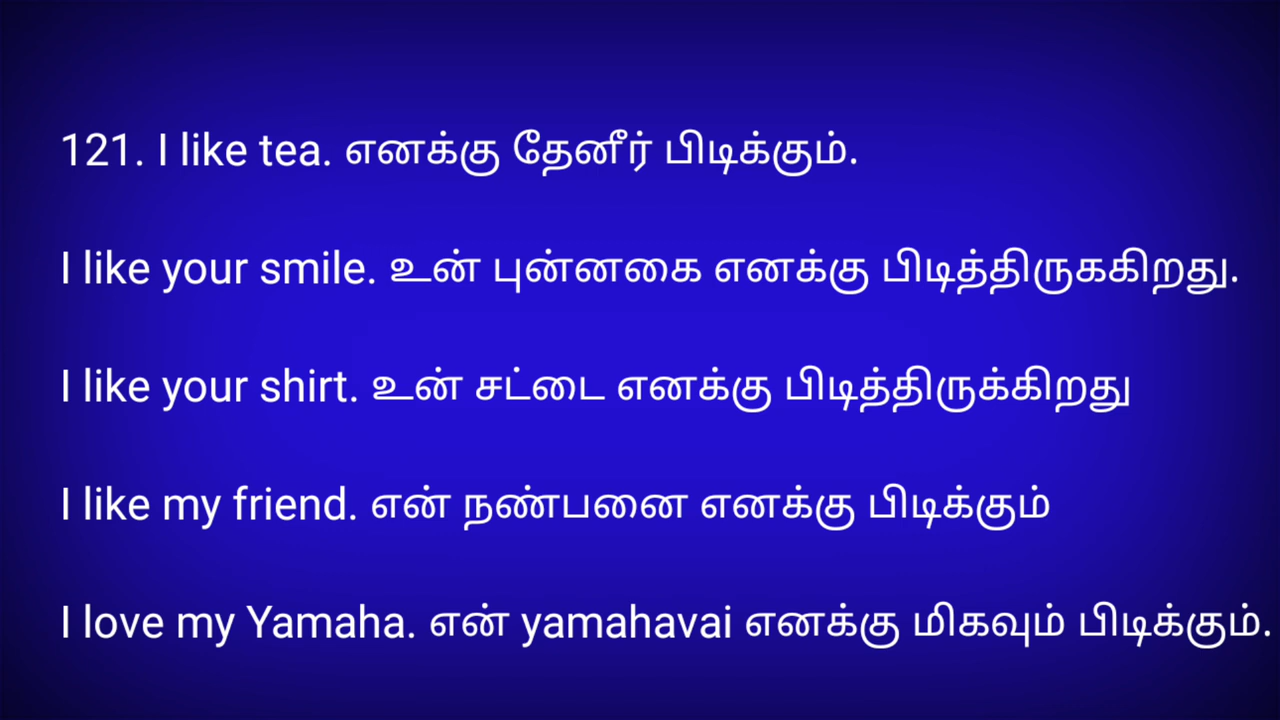 121. I like tea. எனக்கு தேனீர் பிடிக்கும்.
I like your smile. உன் புன்னகை எனக்கு பிடித்திருககிறது.
I like your shirt. உன் சட்டை எனக்கு பிடித்திருக்கிறது
I like my friend. என் நண்பனை எனக்கு பிடிக்கும்
I love my Yamaha. என் yamahavai எனக்கு மிகவும் பிடிக்கும்.